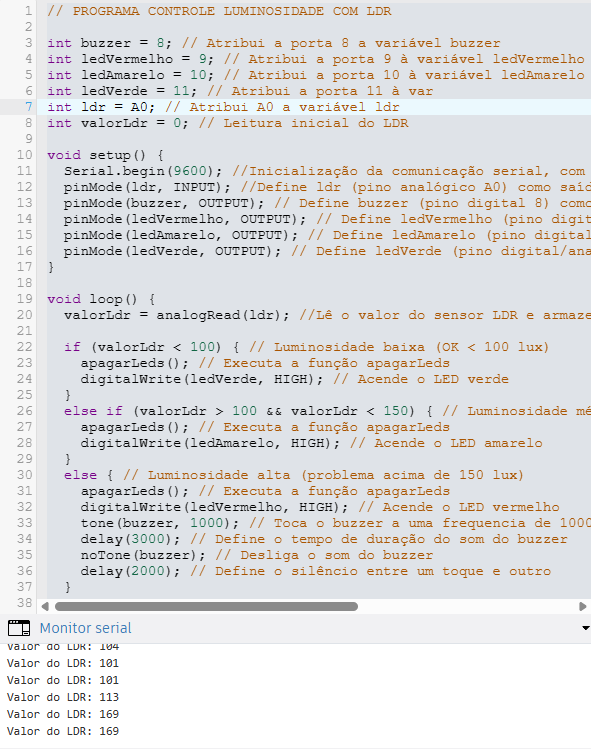 1 // PROGRAMA CONTROLE LUMINOSIDADE COM LDR
2
3 int buzzer = 8; // Atribui a porta 8 a variável buzzer
4 int ledVermelho = 9; // Atribui a porta 9 à variável ledVermelho
5 int ledAmarelo = 10; // Atribui a porta 10 à variável ledAmarelo
6 int ledVerde = 11; // Atribui a porta 11 à var
7 int ldr = A0; // Atribui A0 a variável ldr
8 int valorLdr = 0; // Leitura inicial do LDR
9
10 void setup() {
11 Serial.begin(9600); //Inicialização da comunicação serial, com
12 pinMode(ldr, INPUT); //Define ldr (pino analógico A0) como saíd
13 pinMode(buzzer, OUTPUT); // Define buzzer (pino digital 8) como
14 pinMode(ledVermelho, OUTPUT); // Define ledVermelho (pino digit
15 pinMode(ledAmarelo, OUTPUT); // Define ledAmarelo (pino digital
16 pinMode(ledVerde, OUTPUT); // Define ledVerde (pino digital/ana
17 }
18
19 void loop() {
20 valorLdr = analogRead(ldr); //Lê o valor do sensor LDR e armaze
21
22 if (valorLdr < 100) { // Luminosidade baixa (OK < 100 lux)
23 apagarLeds(); // Executa a função apagarLeds
24 digitalWrite(ledVerde, HIGH); // Acende o LED verde
25 }
26 else if (valorLdr > 100 && valorLdr < 150) { // Luminosidade mé
27 apagarLeds(); // Executa a função apagarLeds
28 digitalWrite(ledAmarelo, HIGH); // Acende o LED amarelo
29 }
30 else { // Luminosidade alta (problema acima de 150 lux)
31 apagarLeds(); // Executa a função apagarLeds
32 digitalWrite(ledVermelho, HIGH); // Acende o LED vermelho
33 tone(buzzer, 1000); // Toca o buzzer a uma frequencia de 1000
34 delay(3000); // Define o tempo de duração do som do buzzer
35 noTone(buzzer); // Desliga o som do buzzer
36 delay(2000); // Define o silêncio entre um toque e outro
37 }
38
Monitor serial
Valor do LDR: 104
Valor do LDR: 101
Valor do LDR: 101
Valor do LDR: 113
Valor do LDR: 169
Valor do LDR: 169